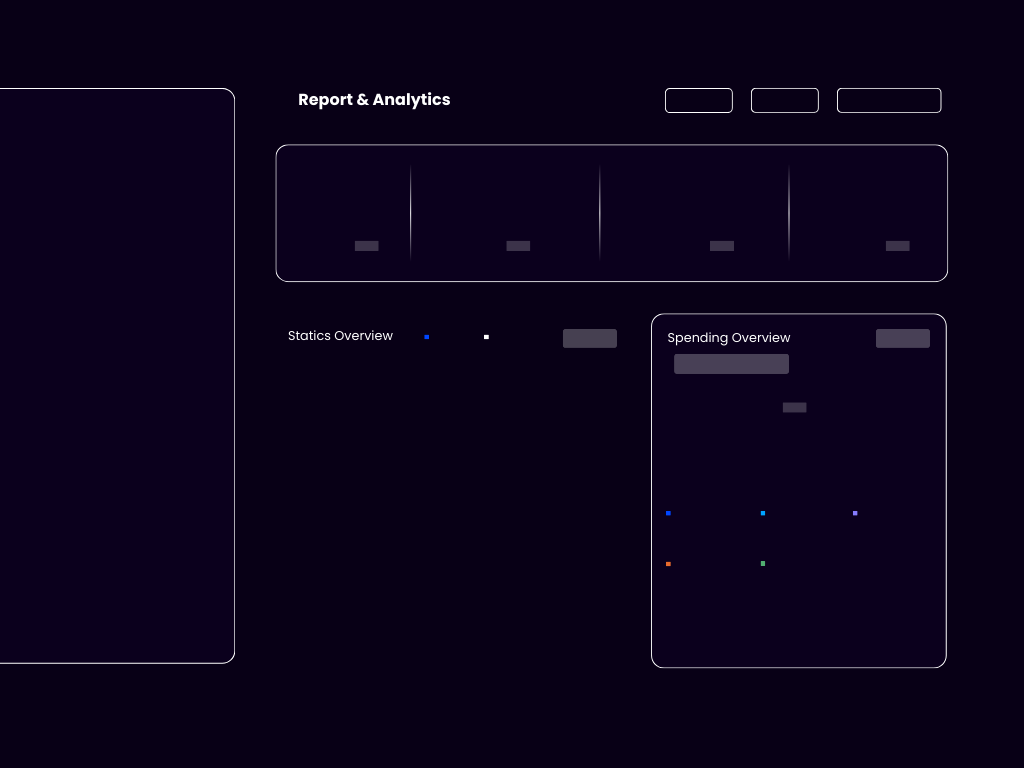 Report & Analytics
Statics Overview
Spending Overview